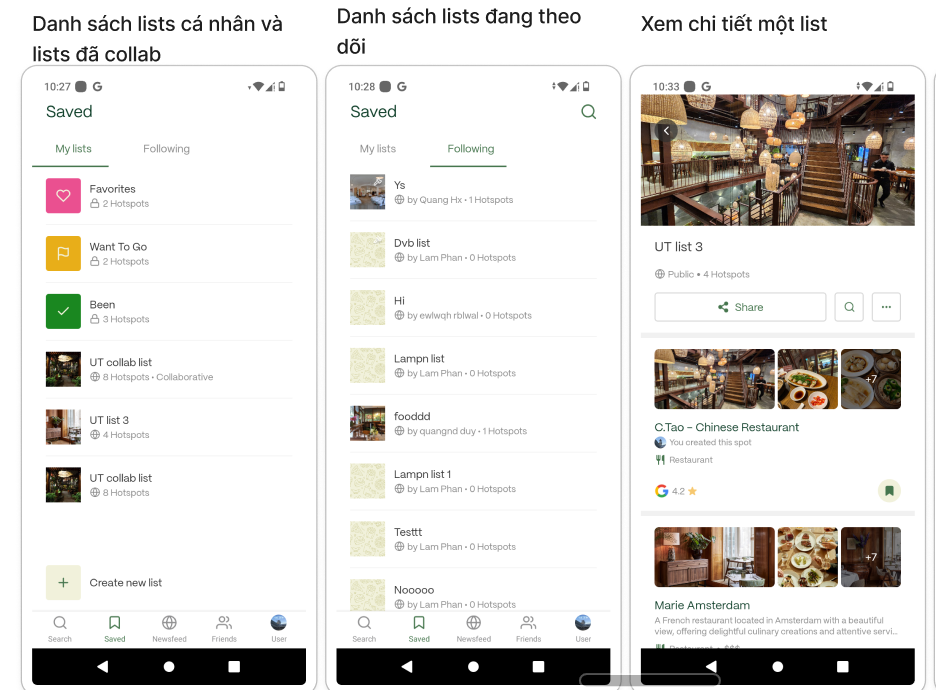 Danh sách lists cá nhân và
lists đã collab
10:27 G
Saved
My lists Following
Favorites
2 Hotspots
Want To Go
2 Hotspots
Been
3 Hotspots
UT collab list
8 Hotspots • Collaborative
UT list 3
4 Hotspots
UT collab list
8 Hotspots
Create new list
Search Saved Newsfeed Friends User
Danh sách lists đang theo
dõi
10:28 G
Saved
My lists Following
Ys
by Quang Hx • 1 Hotspots
Dvb list
by Lam Phan • 0 Hotspots
Hi
by ewlwqh rblwal • 0 Hotspots
Lampn list
by Lam Phan • 0 Hotspots
fooddd
by quangnd duy • 1 Hotspots
Lampn list 1
by Lam Phan • 0 Hotspots
Testtt
by Lam Phan • 0 Hotspots
Nooooo
by Lam Phan • 0 Hotspots
Search Saved Newsfeed Friends User
Xem chi tiết một list
10:33 G
UT list 3
Public • 4 Hotspots
Share
+7
C.Tao - Chinese Restaurant
You created this spot
Restaurant
G 4.2
+7
Marie Amsterdam
A French restaurant located in Amsterdam with a beautiful
view, offering delightful culinary creations and attentive servi...
Restaurant • $$$